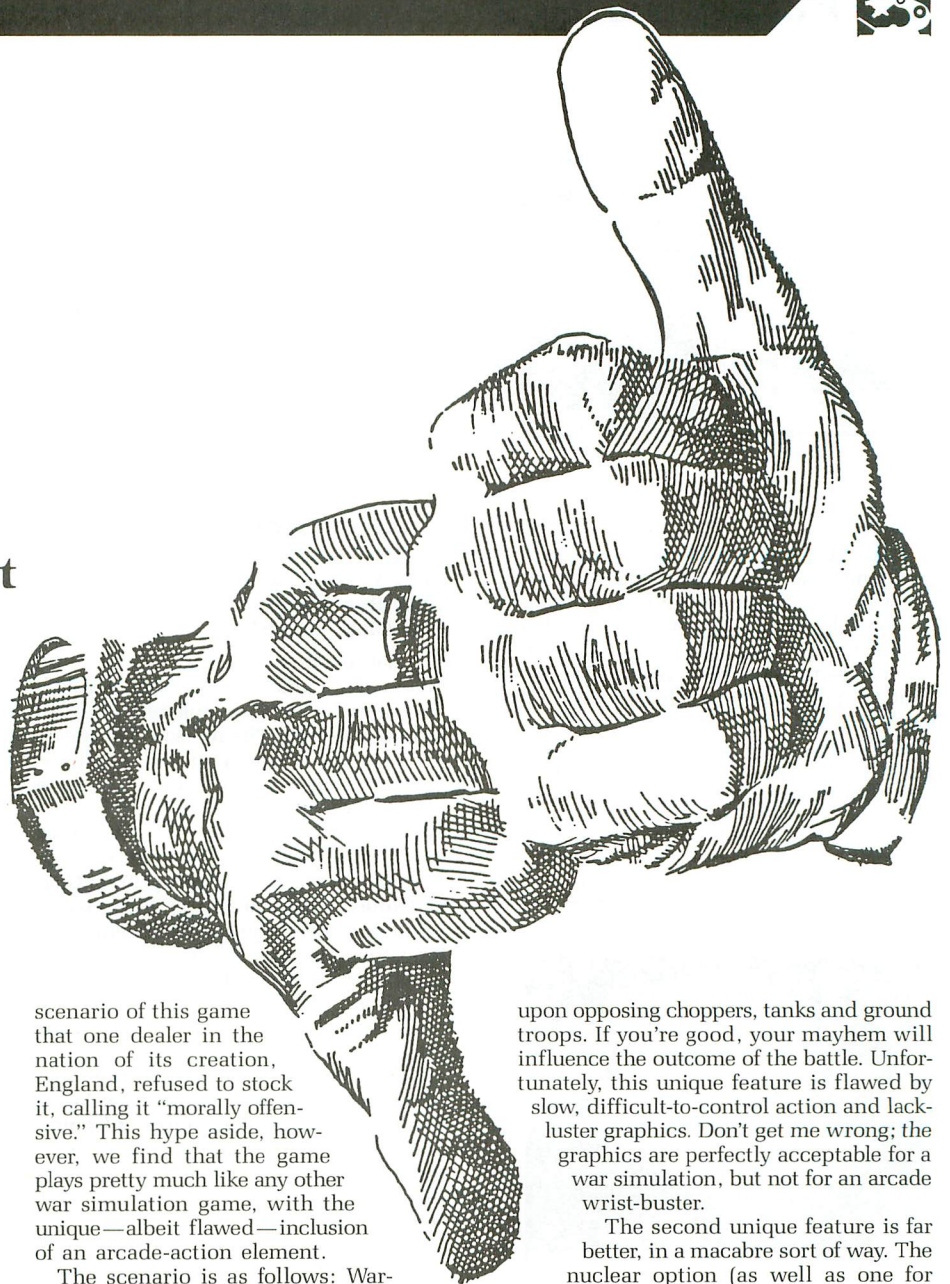 t
scenario of this game
that one dealer in the
nation of its creation,
England, refused to stock
it, calling it “morally offen-
sive.” This hype aside, how-
ever, we find that the game
plays pretty much like any other
war simulation game, with the
unique—albeit flawed—inclusion
of an arcade-action element.
The scenario is as follows: War-
upon opposing choppers, tanks and ground
troops. If you're good, your mayhem will
influence the outcome of the battle. Unfor-
tunately, this unique feature is flawed by
slow, difficult-to-control action and lack-
luster graphics. Don't get me wrong; the
graphics are perfectly acceptable for a
war simulation, but not for an arcade
wrist-buster.
The second unique feature is far
better, in a macabre sort of way. The
nuclear option (as well as one for